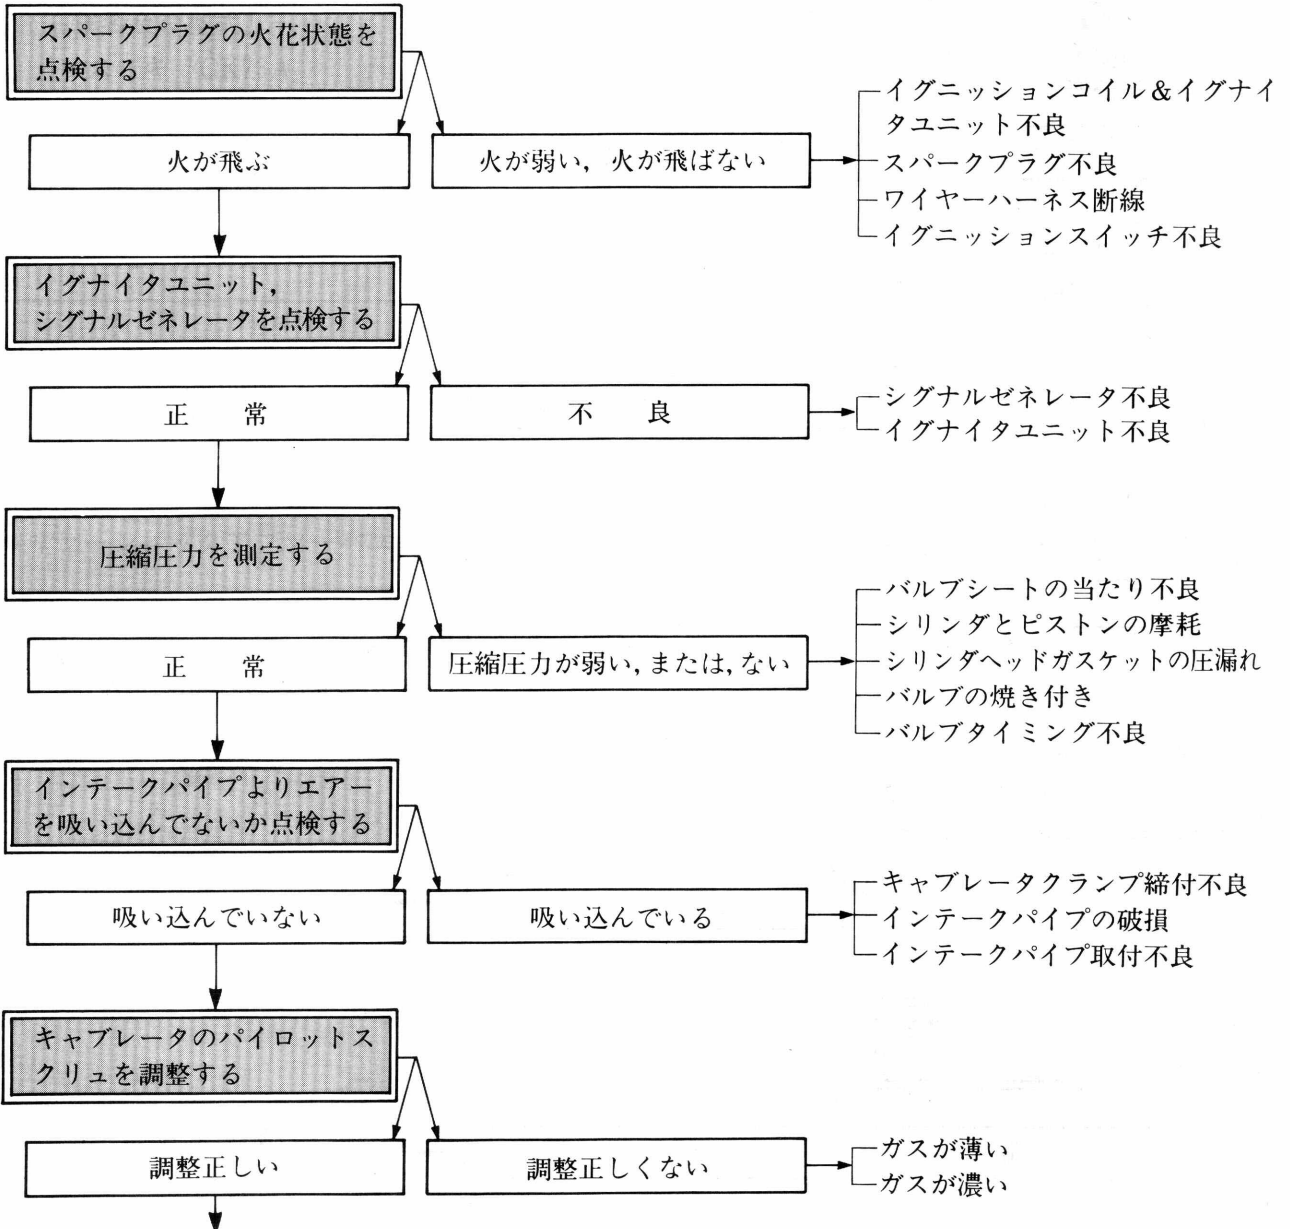 スパークプラグの火花状態を
点検する
火が飛ぶ
火が弱い，火が飛ばない
イグニッションコイル＆イグナイ
タユニット不良
スパークプラグ不良
ワイヤーハーネス断線
イグニッションスイッチ不良
イグナイタユニット，
シグナルゼネレータを点検する
正　　常
不　　良
シグナルゼネレータ不良
イグナイタユニット不良
圧縮圧力を測定する
正　　常
圧縮圧力が弱い，または，ない
バルブシートの当たり不良
シリンダとピストンの摩耗
シリンダヘッドガスケットの圧漏れ
バルブの焼き付き
バルブタイミング不良
インテークパイプよりエアー
を吸い込んでないか点検する
吸い込んでいない
吸い込んでいる
キャブレータクランプ締付不良
インテークパイプの破損
インテークパイプ取付不良
キャブレータのパイロットス
クリュを調整する
調整正しい
調整正しくない
ガスが薄い
ガスが濃い